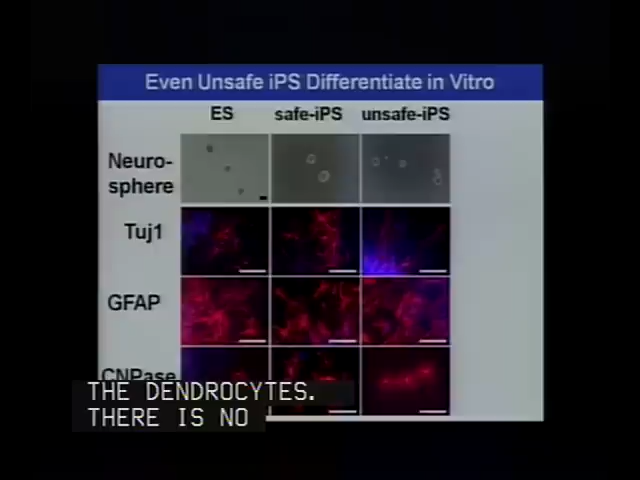 Even Unsafe iPS Differentiate in Vitro
ES safe-iPS unsafe-iPS
Neuro-
sphere
Tuj1
GFAP
CNPase
THE DENDROCYTES.
THERE IS NO